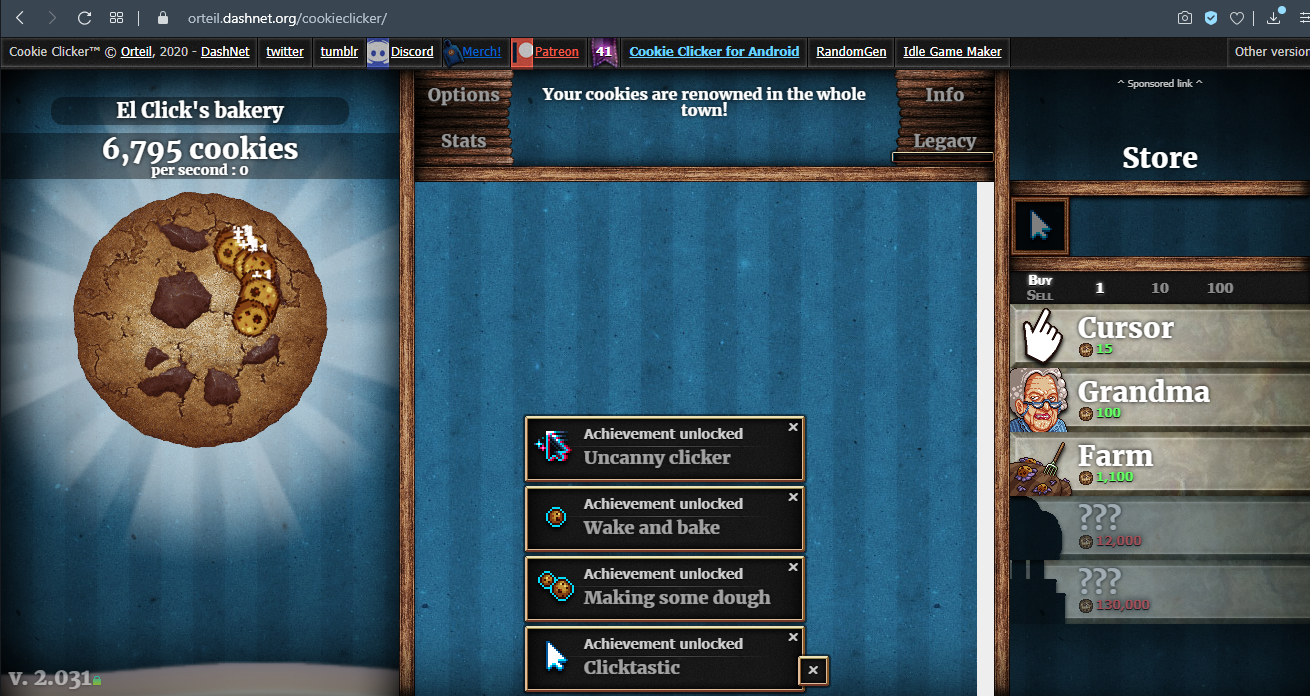 orteil.dashnet.org/cookieclicker/
Cookie Clicker™ © Orteil, 2020 - DashNet
twitter
tumblr
Discord
Merch!
Patreon
41
Cookie Clicker for Android
RandomGen
Idle Game Maker
Other version
El Click's bakery
6,795 cookies
per second : 0
+1
+1
v. 2.031
Options
Stats
Your cookies are renowned in the whole
town!
Info
Legacy
Achievement unlocked
Uncanny clicker
Achievement unlocked
Wake and bake
Achievement unlocked
Making some dough
Achievement unlocked
Clicktastic
^ Sponsored link ^
Store
Buy
Sell
1
10
100
Cursor
15
Grandma
100
Farm
1,100
???
12,000
???
130,000